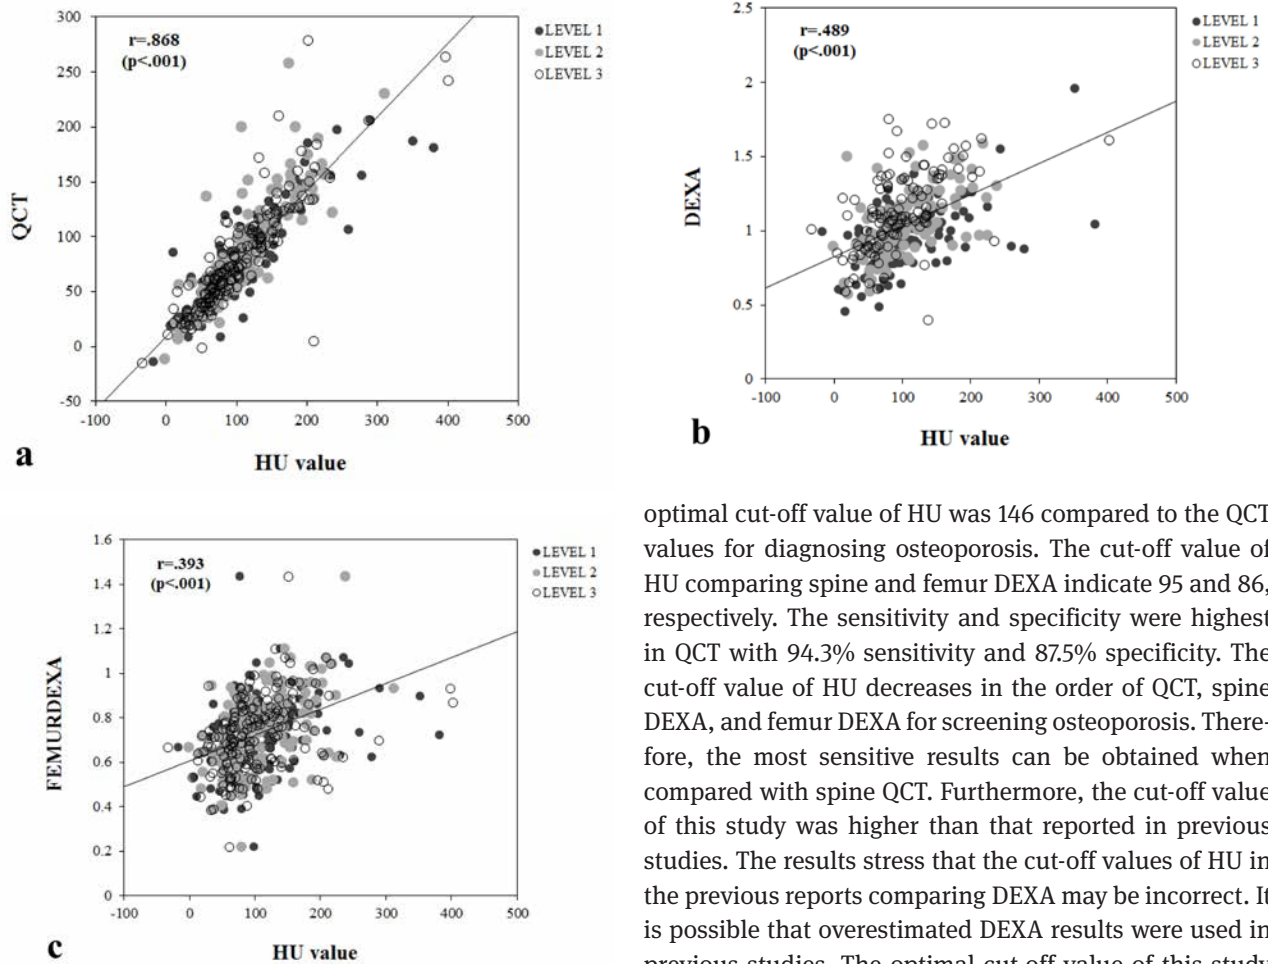 300
250
200
150
100
50
0
-50
-100
0
100
200
300
400
500
QCT
HU value
r=.868
(p<.001)
LEVEL 1
LEVEL 2
LEVEL 3
a
2.5
2
1.5
1
0.5
0
-100
0
100
200
300
400
500
DEXA
HU value
r=.489
(p<.001)
LEVEL 1
LEVEL 2
LEVEL 3
b
1.6
1.4
1.2
1
0.8
0.6
0.4
0.2
0
-100
0
100
200
300
400
500
FEMURDEXA
HU value
r=.393
(p<.001)
LEVEL 1
LEVEL 2
LEVEL 3
c
optimal cut-off value of HU was 146 compared to the QCT
values for diagnosing osteoporosis. The cut-off value of
HU comparing spine and femur DEXA indicate 95 and 86,
respectively. The sensitivity and specificity were highest
in QCT with 94.3% sensitivity and 87.5% specificity. The
cut-off value of HU decreases in the order of QCT, spine
DEXA, and femur DEXA for screening osteoporosis. There-
fore, the most sensitive results can be obtained when
compared with spine QCT. Furthermore, the cut-off value
of this study was higher than that reported in previous
studies. The results stress that the cut-off values of HU in
the previous reports comparing DEXA may be incorrect. It
is possible that overestimated DEXA results were used in
previous studies. The optimal cut-off value of this study